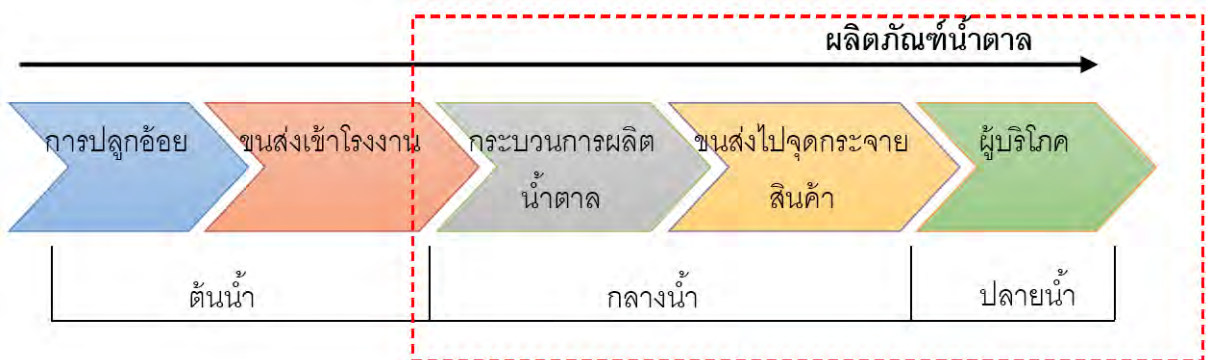 ผลิตภัณฑ์น้ำตาล
การปลูกอ้อย
ขนส่งเข้าโรงงาน
กระบวนการผลิต
น้ำตาล
ขนส่งไปจุดกระจาย
สินค้า
ผู้บริโภค
ต้นน้ำ
กลางน้ำ
ปลายน้ำ